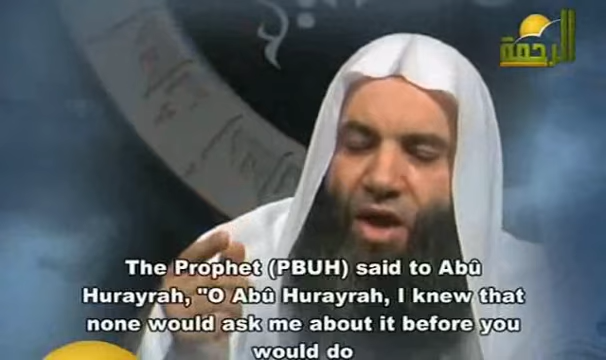 الرحمة
The Prophet (PBUH) said to Abû
Hurayrah, "O Abû Hurayrah, I knew that
none would ask me about it before you
would do